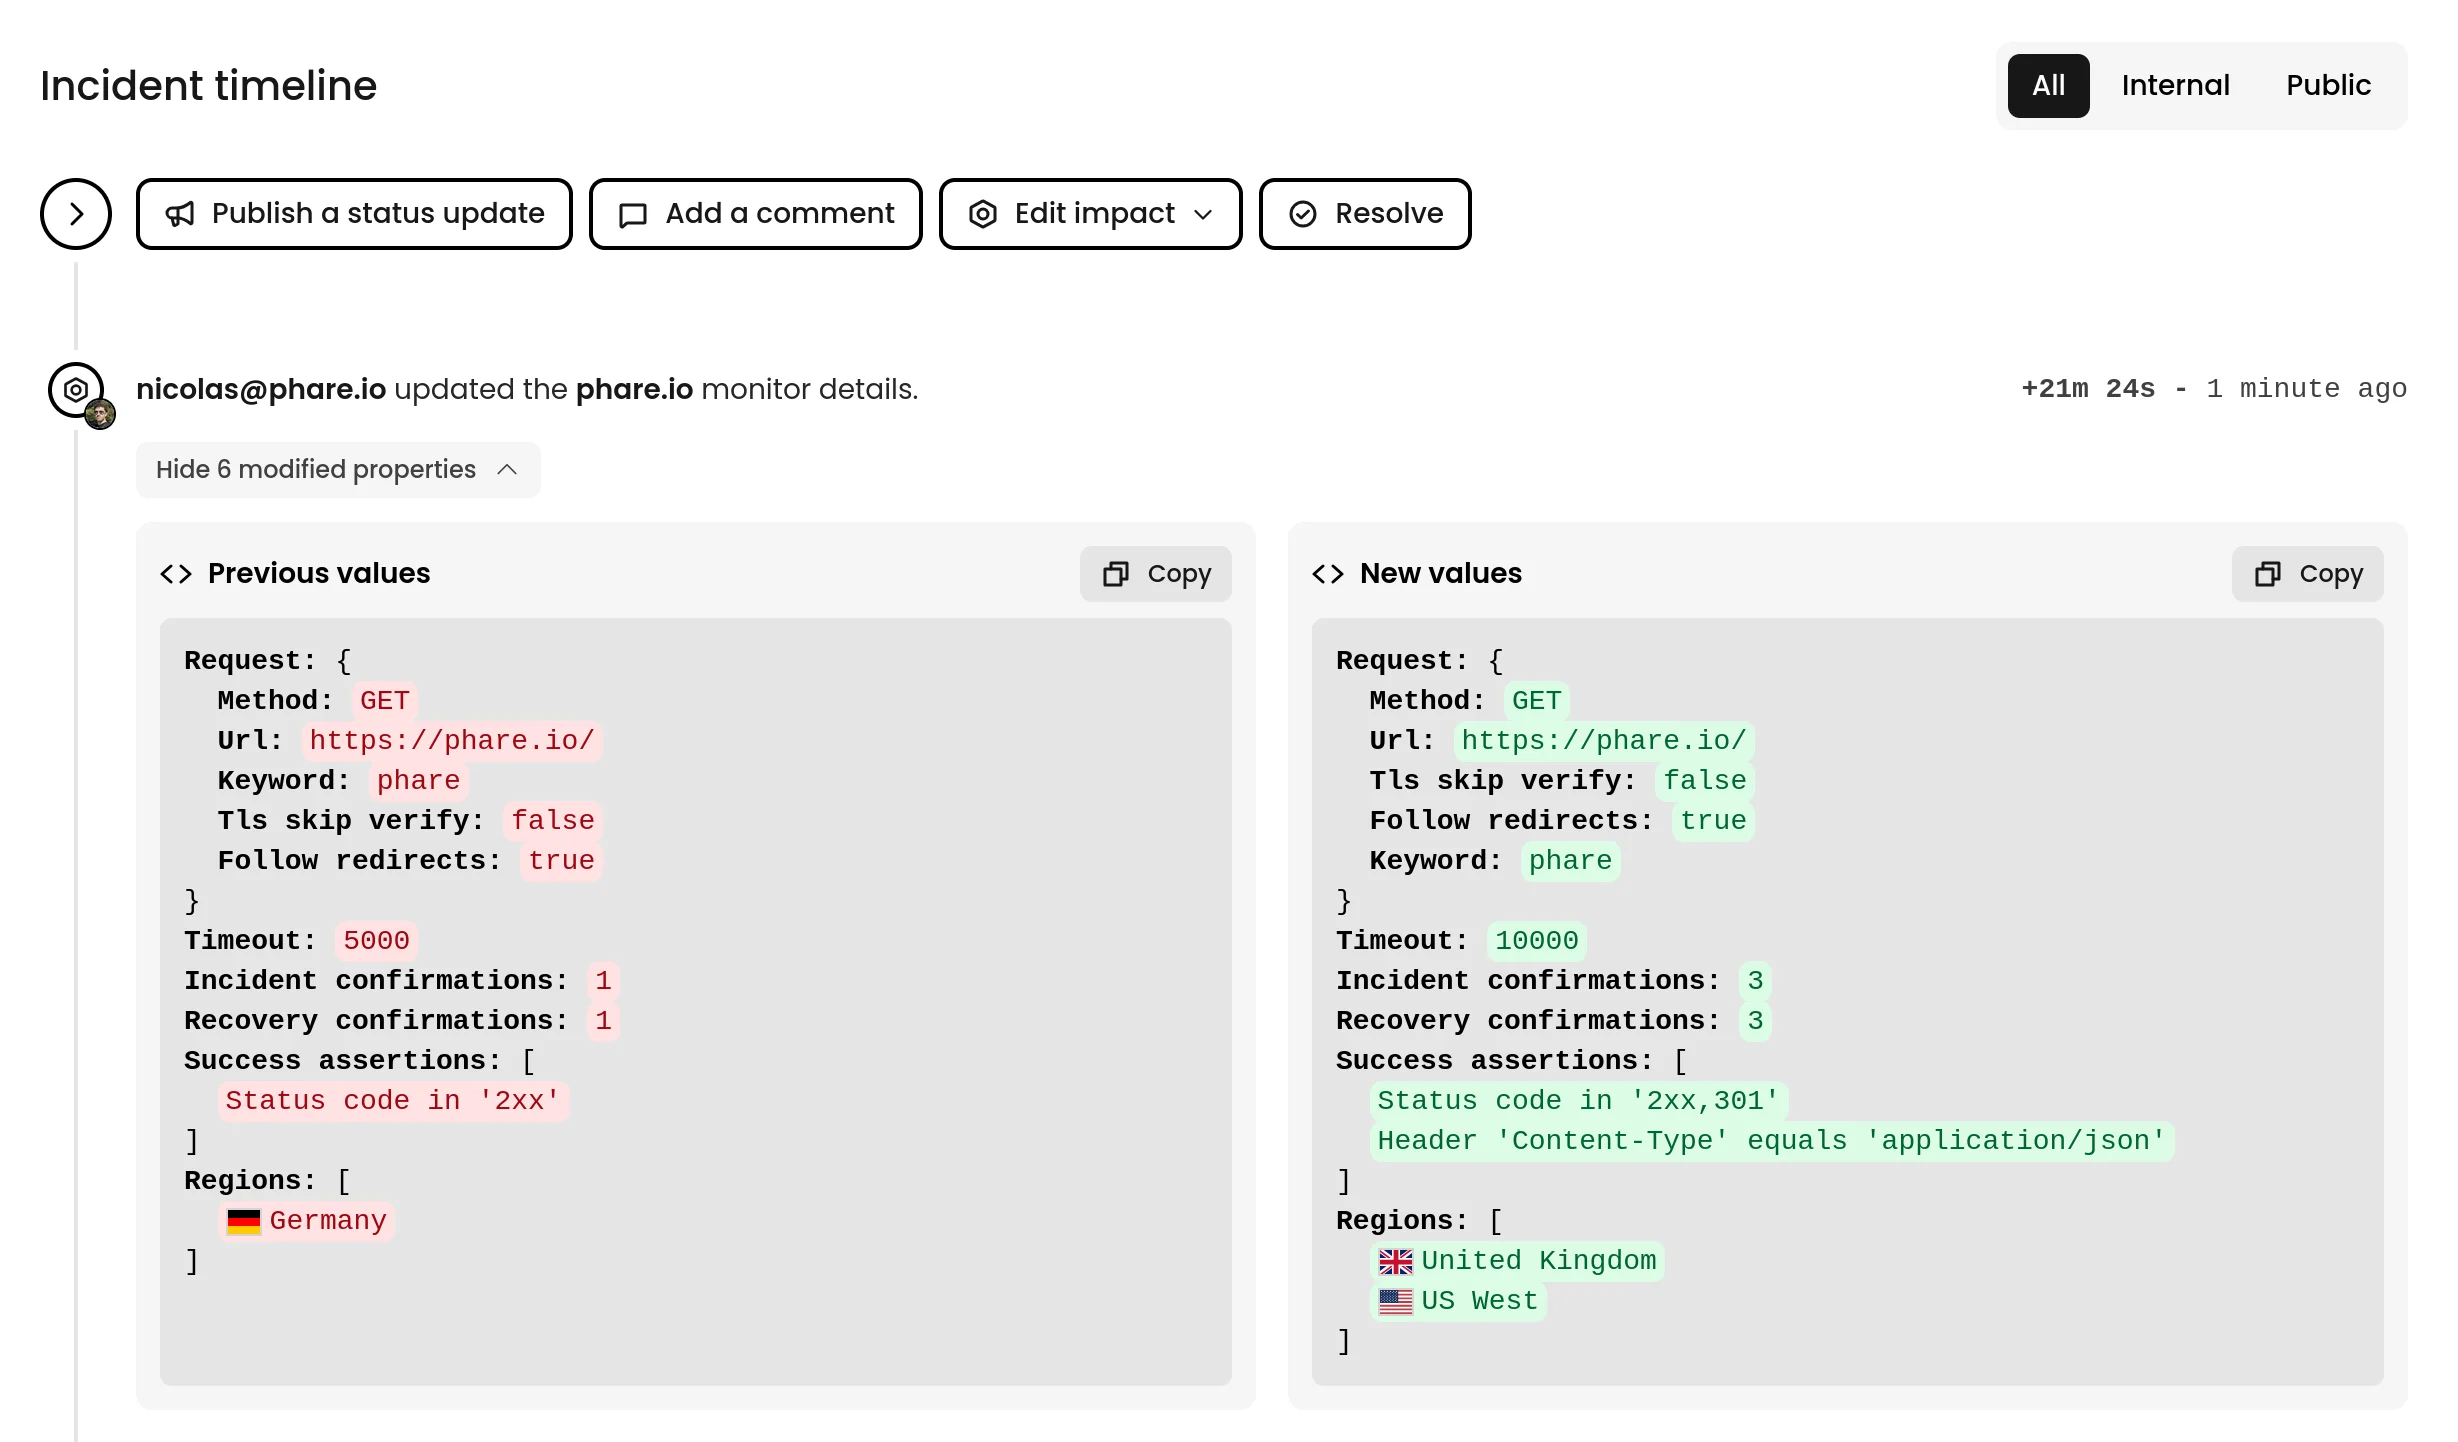 Incident timeline
All Internal Public
Publish a status update Add a comment Edit impact Resolve
nicolas@phare.io updated the phare.io monitor details.
+21m 24s - 1 minute ago
Hide 6 modified properties
Previous values
Copy
Request: {
Method: GET
Url: https://phare.io/
Keyword: phare
Tls skip verify: false
Follow redirects: true
}
Timeout: 5000
Incident confirmations: 1
Recovery confirmations: 1
Success assertions: [
Status code in '2xx'
]
Regions: [
Germany
]
New values
Copy
Request: {
Method: GET
Url: https://phare.io/
Tls skip verify: false
Follow redirects: true
Keyword: phare
}
Timeout: 10000
Incident confirmations: 3
Recovery confirmations: 3
Success assertions: [
Status code in '2xx,301'
Header 'Content-Type' equals 'application/json'
]
Regions: [
United Kingdom
US West
]